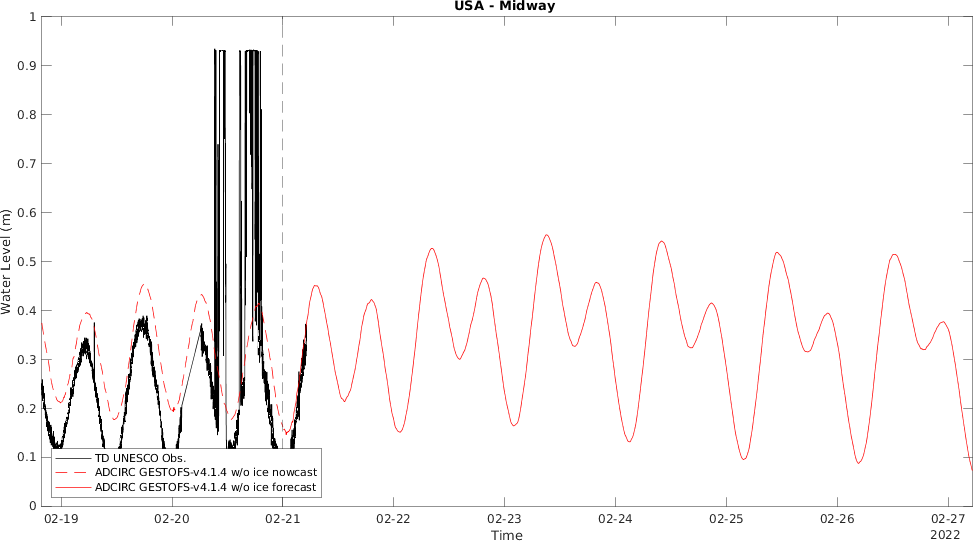 USA - Midway
1
0.9
0.8
0.7
0.6
0.5
0.4
0.3
0.2
0.1
0
Water Level (m)
TD UNESCO Obs.
ADCIRC GESTOFS-v4.1.4 w/o ice nowcast
ADCIRC GESTOFS-v4.1.4 w/o ice forecast
02-19 02-20 02-21 02-22 02-23 02-24 02-25 02-26 02-27
Time
2022